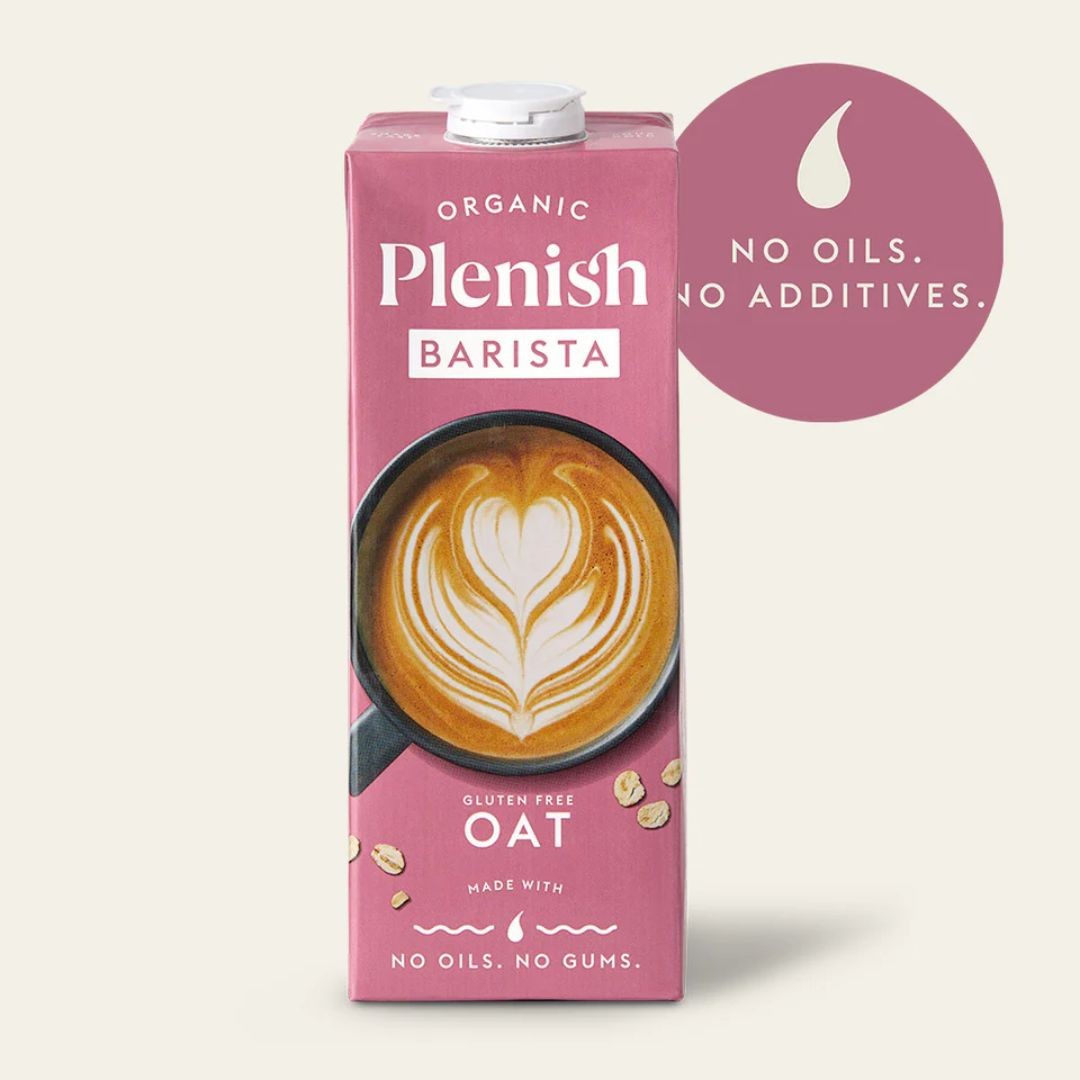 ORGANIC
Plenish
BARISTA
GLUTEN FREE
OAT
MADE WITH
NO OILS. NO GUMS.
NO OILS.
NO ADDITIVES.